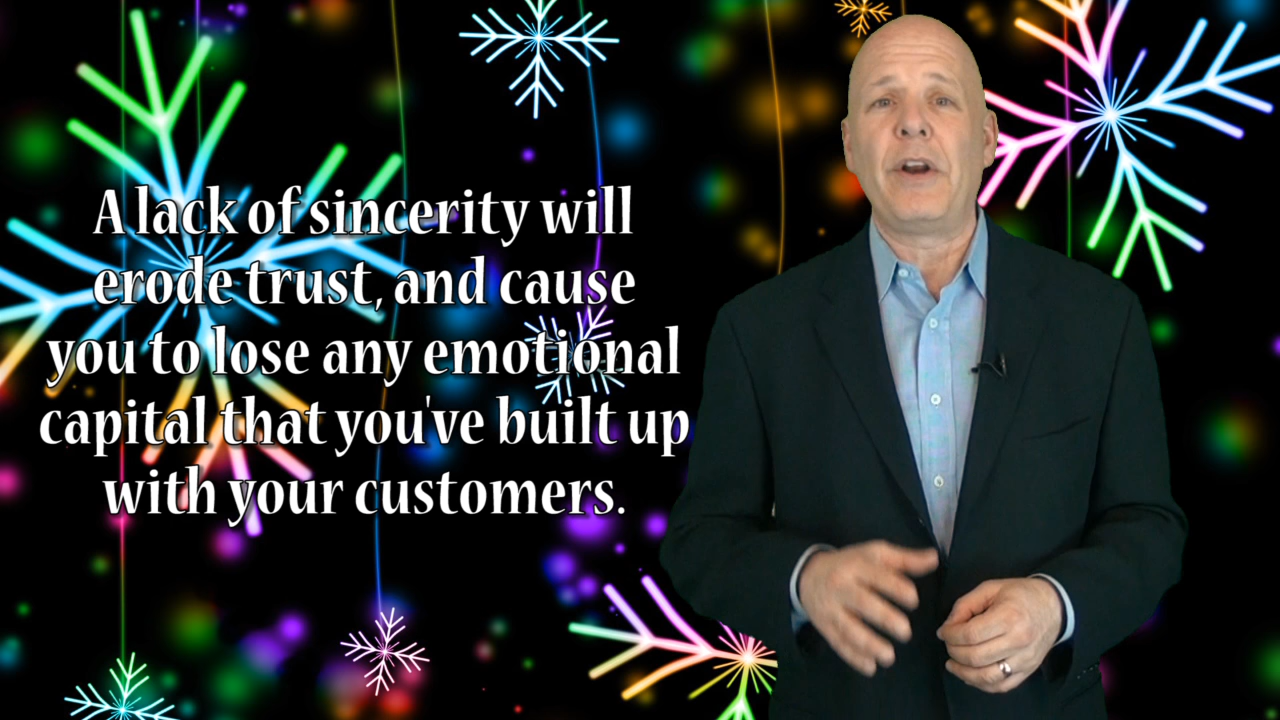 A lack of sincerity will
erode trust, and cause
you to lose any emotional
capital that you've built up
with your customers.